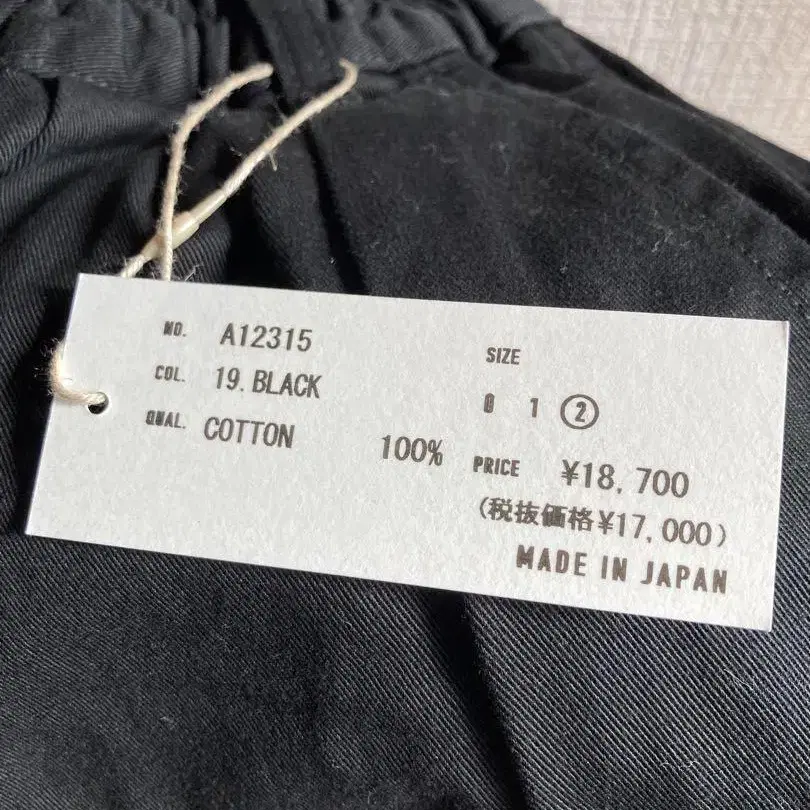 NO. A12315
COL. 19. BLACK
QUAL. COTTON 100%
SIZE
0 1 ②
PRICE ¥18,700
(税抜価格¥17,000)
MADE IN JAPAN